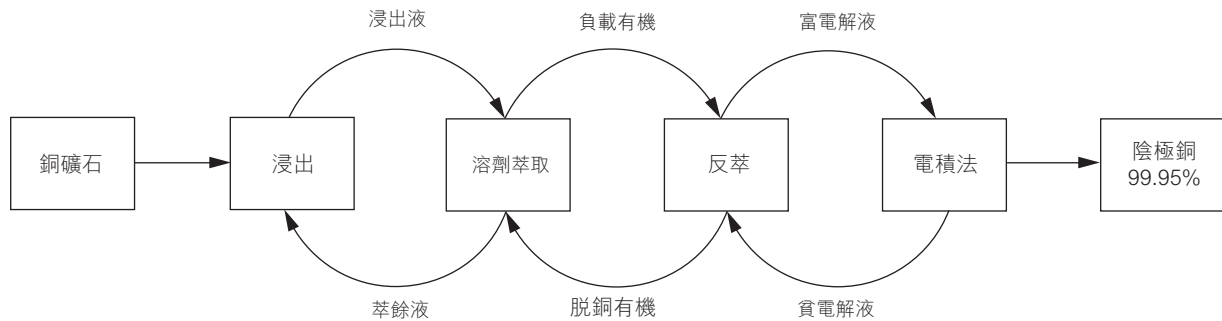 浸出液
負載有機
富電解液
銅礦石
浸出
溶劑萃取
反萃
電積法
陰極銅
99.95%
萃餘液
脱銅有機
貧電解液